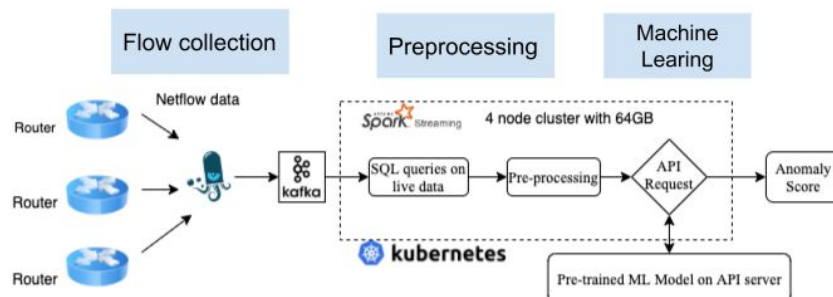 Flow collection
Preprocessing
Machine
Learing
Netflow data
Router
Router
Router
kafka
APACHE
Spark Streaming
4 node cluster with 64GB
SQL queries on
live data
Pre-processing
API
Request
Anomaly
Score
kubernetes
Pre-trained ML Model on API server